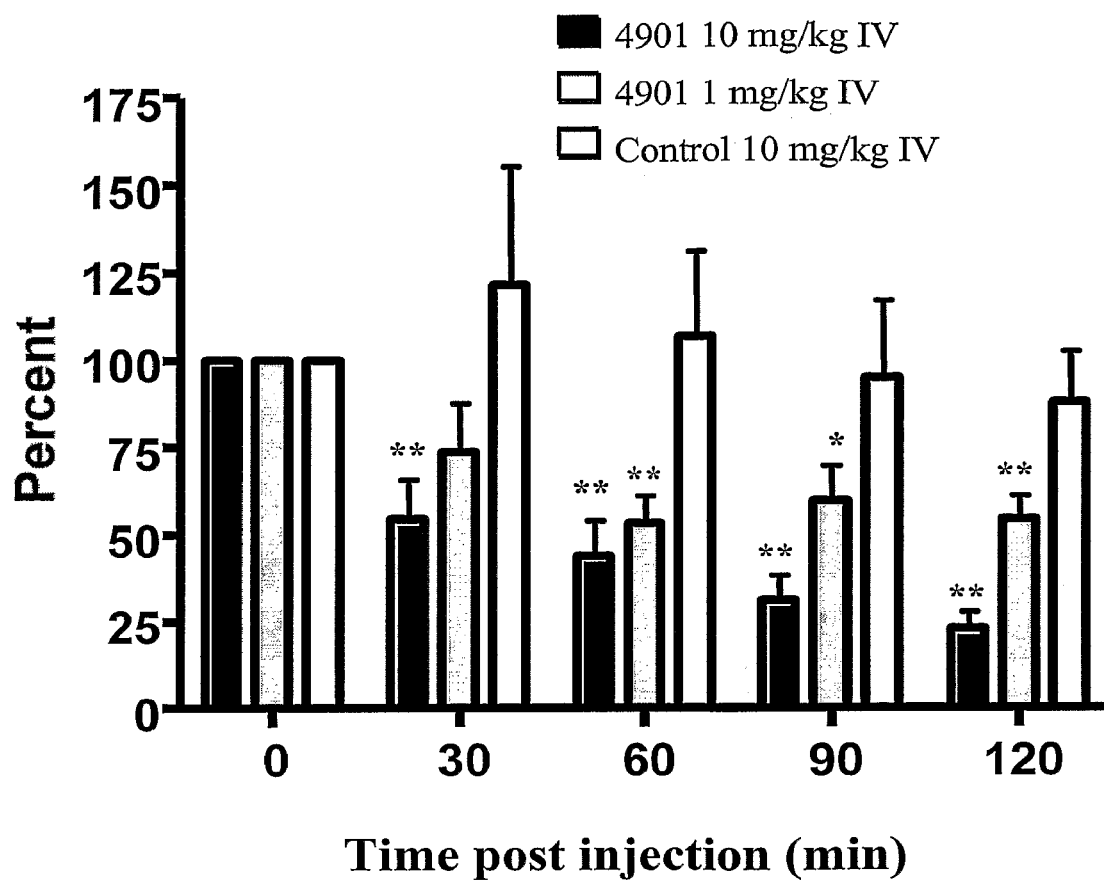 4901 10 mg/kg IV
4901 1 mg/kg IV
Control 10 mg/kg IV
175
150
125
100
75
50
25
0
Percent
**
**
**
**
*
**
**
0 30 60 90 120
Time post injection (min)